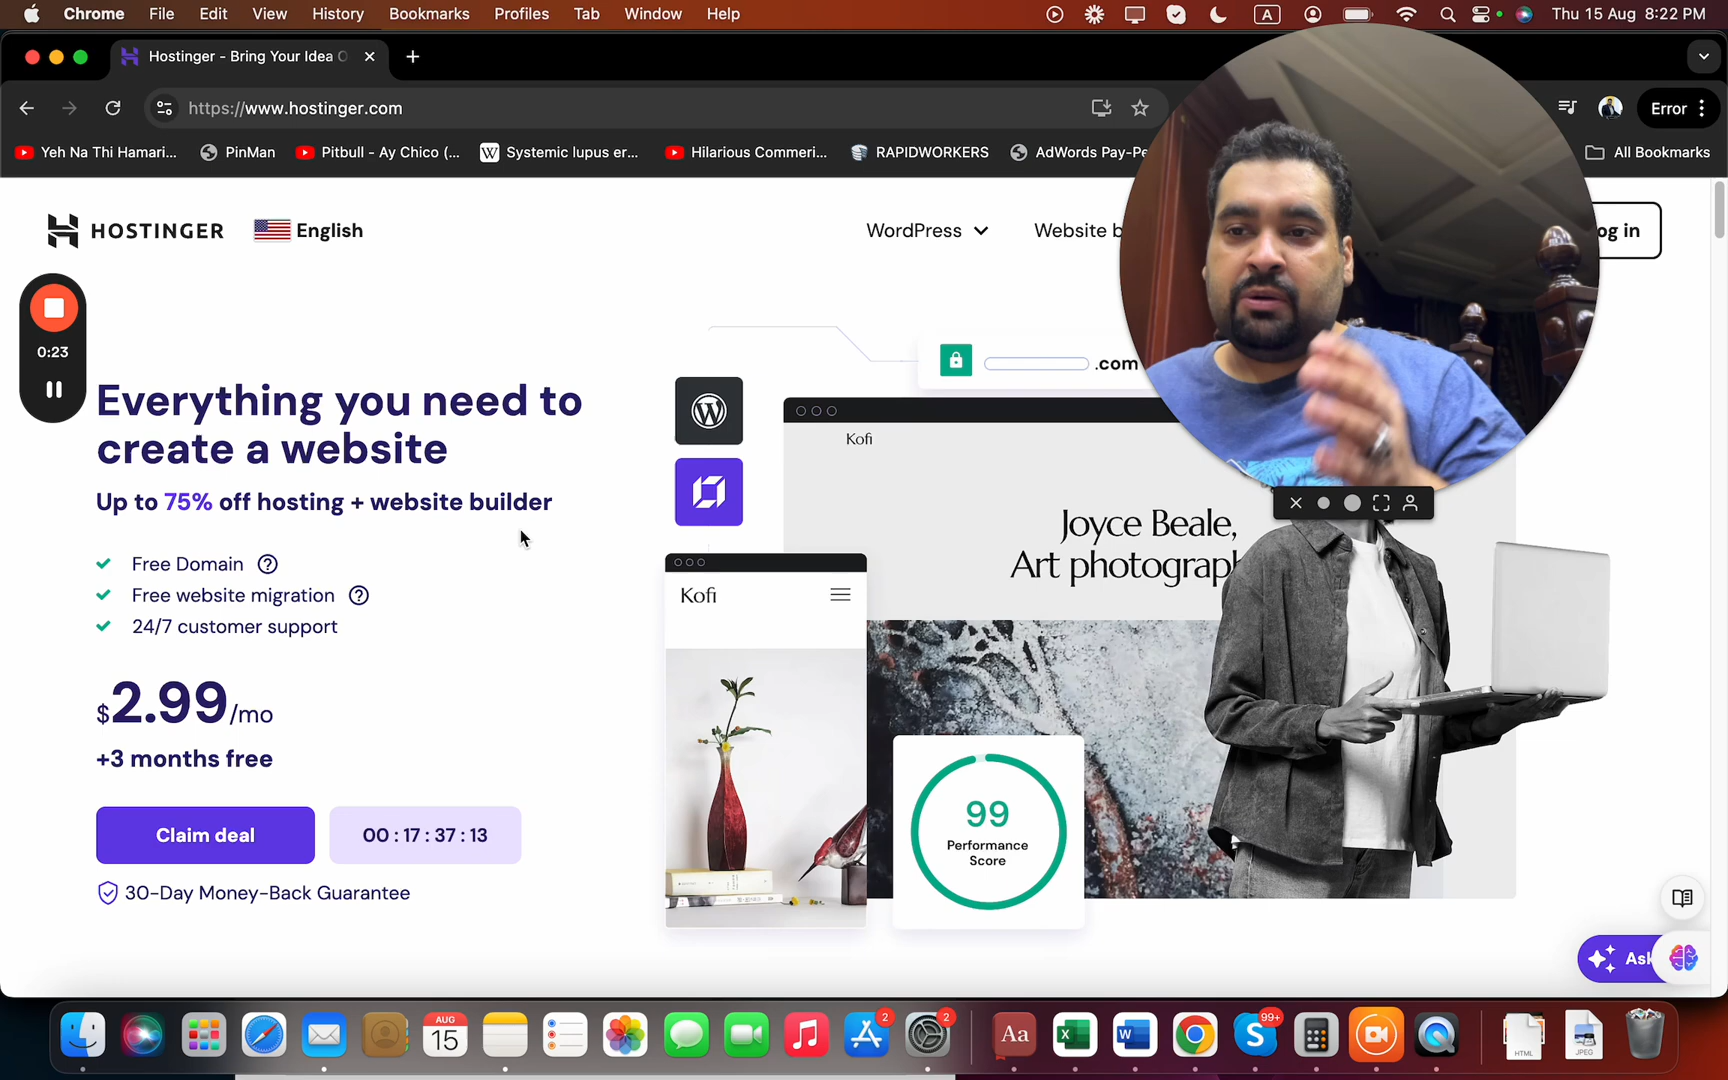 Chrome File Edit View History Bookmarks Profiles Tab Window Help A Thu 15 Aug 8:22 PM
Hostinger - Bring Your Idea O
https://www.hostinger.com Error
Yeh Na Thi Hamari... PinMan Pitbull - Ay Chico (... W Systemic lupus er... Hilarious Commeri... RAPIDWORKERS AdWords Pay-Pe All Bookmarks
HOSTINGER English WordPress Website b og in
0:23
.com
Everything you need to
create a website
Up to 75% off hosting + website builder
Free Domain ?
Free website migration ?
24/7 customer support
$2.99/mo
+3 months free
Claim deal 00 : 17 : 37 : 13
30-Day Money-Back Guarantee
Kofi
Joyce Beale,
Art photograph
Kofi
99
Performance
Score
Ask
AUG
15
2
2
Aa
X
W
S
99+
HTML
JPEG